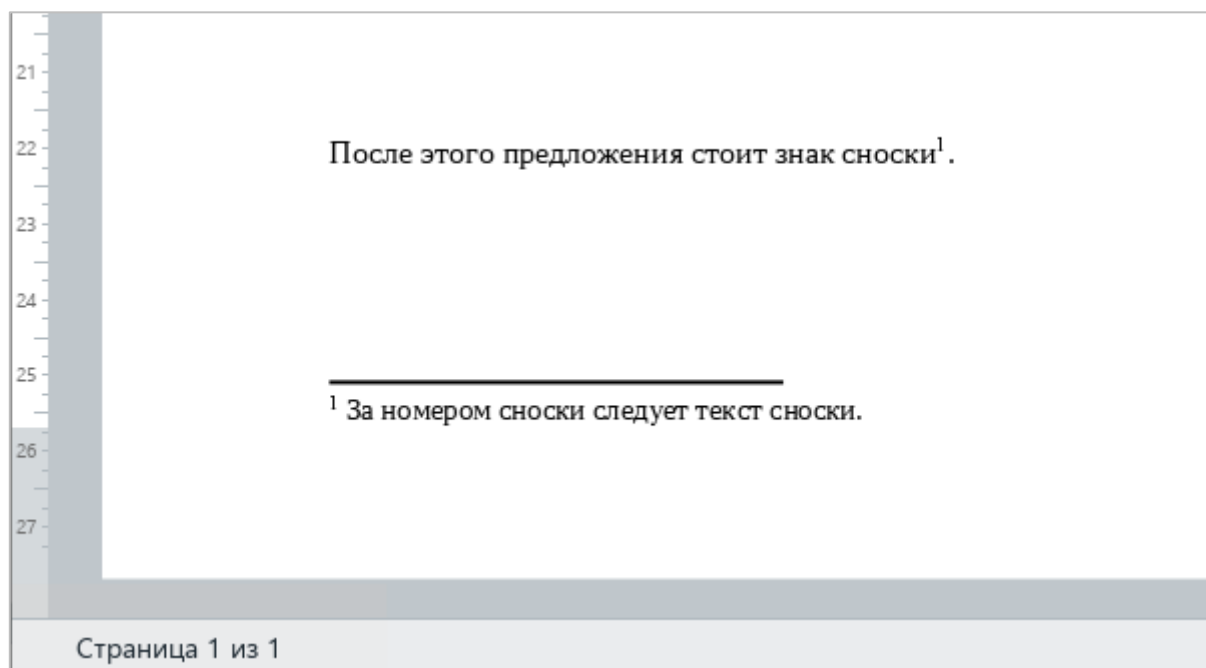 21
22
После этого предложения стоит знак сноски¹.
23
24
25
¹ За номером сноски следует текст сноски.
26
27
Страница 1 из 1